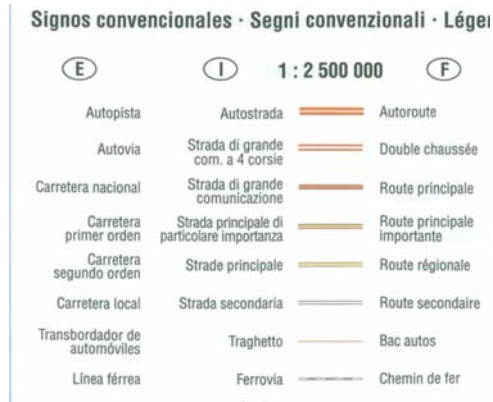 Signos convencionales · Segni convenzionali · Lége
E I 1 : 2 500 000 F
Autopista Autostrada Autoroute
Autovia Strada di grande com. a 4 corsie Double chaussée
Carretera nacional Strada di grande comunicazione Route principale
Carretera primer orden Strada principale di particolare importanza Route principale importante
Carretera segundo orden Strade principale Route régionale
Carretera local Strada secondaria Route secondaire
Transbordador de automóviles Traghetto Bac autos
Línea férrea Ferrovia Chemin de fer